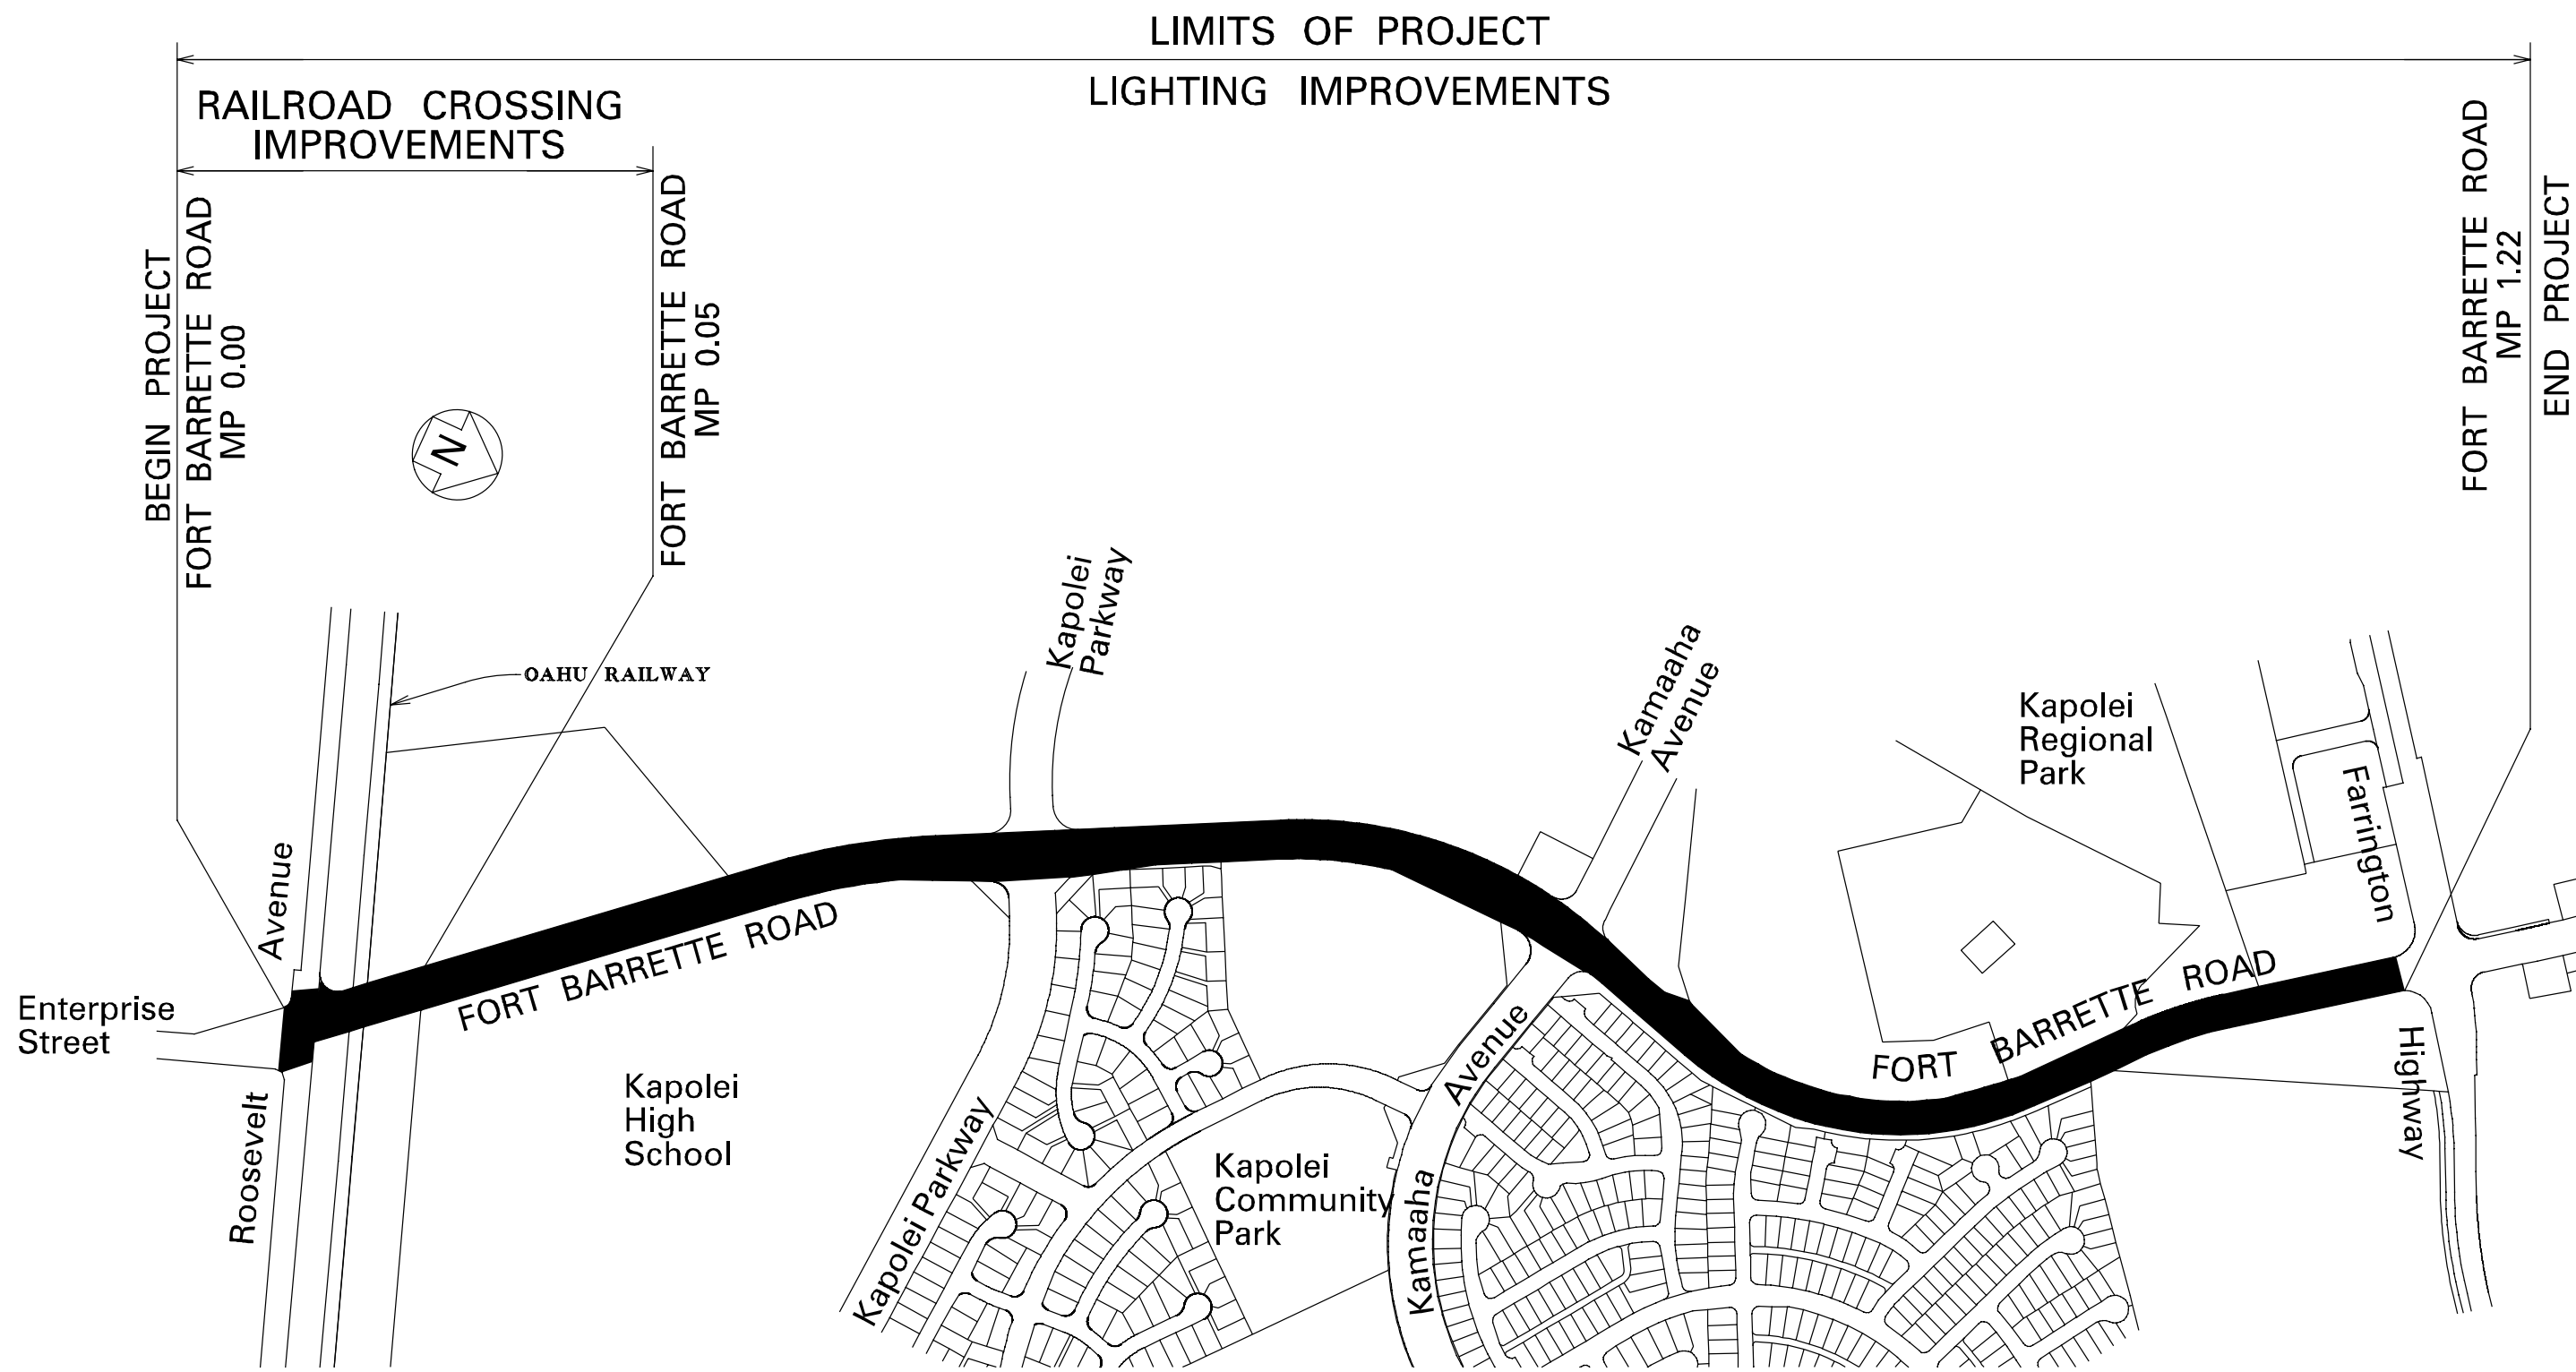 LIMITS OF PROJECT
LIGHTING IMPROVEMENTS
RAILROAD CROSSING
IMPROVEMENTS
BEGIN PROJECT
FORT BARRETTE ROAD
MP 0.00
FORT BARRETTE ROAD
MP 0.05
FORT BARRETTE ROAD
MP 1.22
END PROJECT
N
OAHU RAILWAY
Kapolei
Parkway
Kamaaha
Avenue
Kapolei
Regional
Park
Farrington
Highway
Avenue
Roosevelt
Enterprise
Street
FORT BARRETTE ROAD
Kapolei
High
School
Kapolei Parkway
Kapolei
Community
Park
Kamaaha
Avenue
FORT BARRETTE ROAD